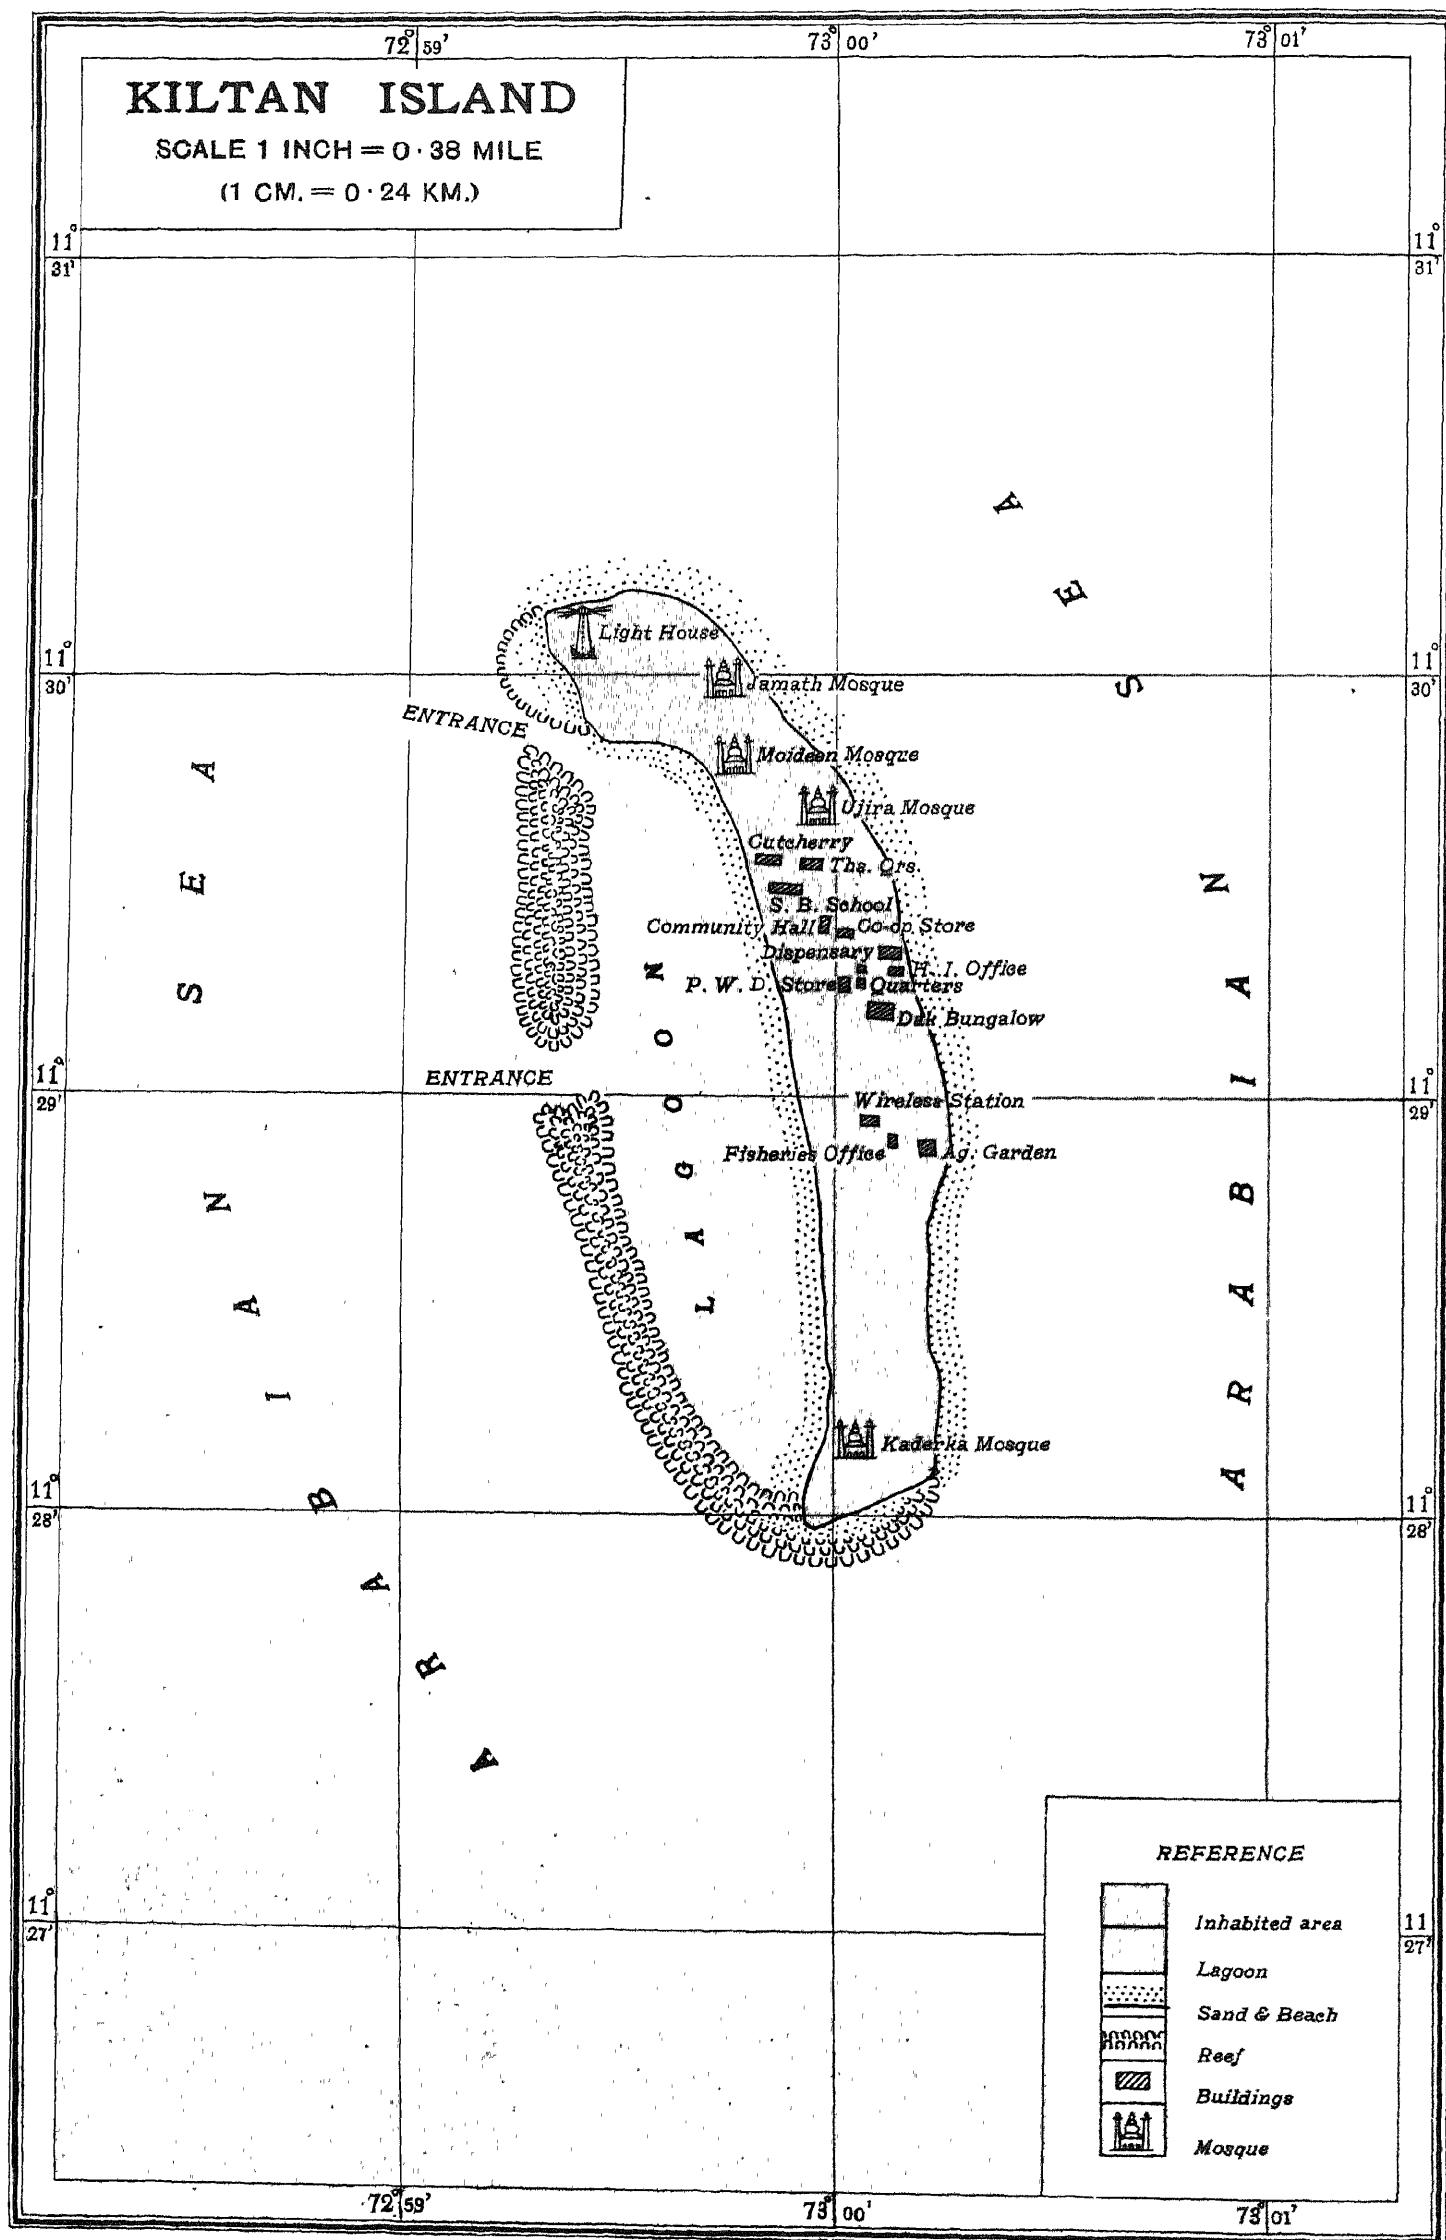 72° 59'
73° 00'
73° 01'
KILTAN ISLAND
SCALE 1 INCH = 0·38 MILE
(1 CM. = 0·24 KM.)
11° 31'
11° 31'
ARABIAN SEA
Light House
11° 30'
Jamath Mosque
11° 30'
ENTRANCE
Moideen Mosque
ARABIAN SEA
Ujira Mosque
Cutcherry
Ths. Qrs.
S. B. School
Community Hall
Co-op Store
Dispensary
H. I. Office
P. W. D. Store
Quarters
Dak Bungalow
LAGOON
11° 29'
ENTRANCE
Wireless Station
11° 29'
Fisheries Office
Ag. Garden
Kaderka Mosque
11° 28'
11° 28'
REFERENCE
11° 27'
Inhabited area
11 27'
Lagoon
Sand & Beach
Reef
Buildings
Mosque
72° 59'
73° 00'
73° 01'